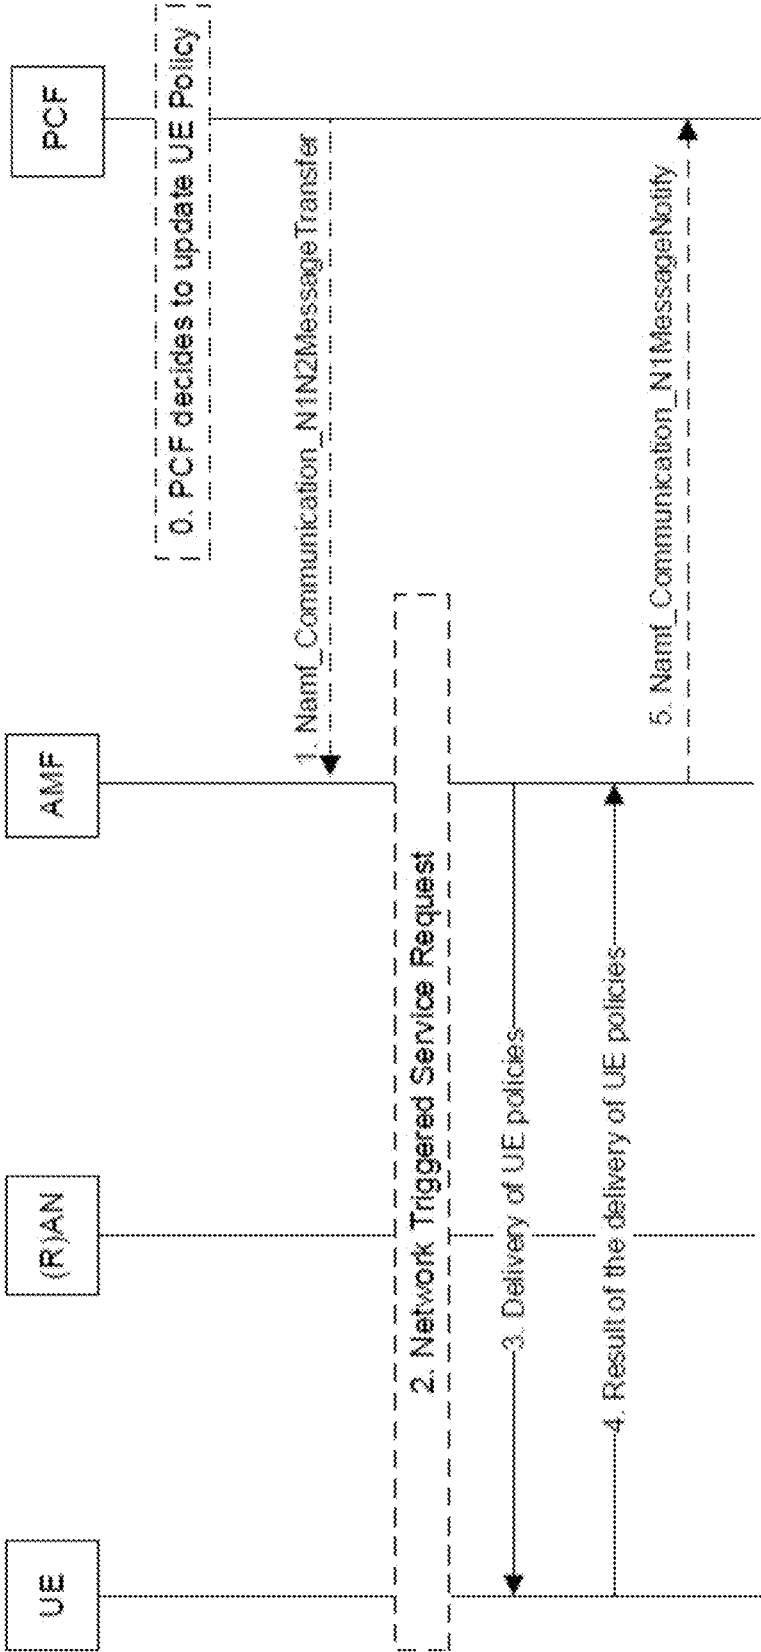 UE
(R)AN
AMF
PCF
0. PCF decides to update UE Policy
1. Namf_Communication_N1N2MessageTransfer
2. Network Triggered Service Request
3. Delivery of UE policies
4. Result of the delivery of UE policies
5. Namf_Communication_N1MessageNotify